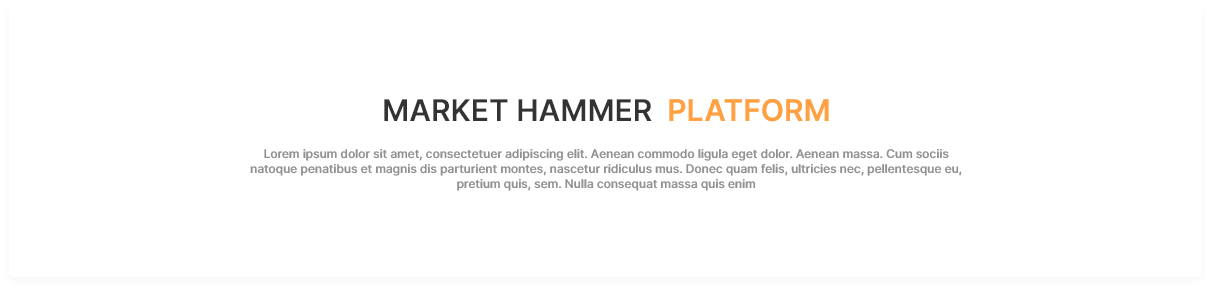 MARKET HAMMER PLATFORM
Lorem ipsum dolor sit amet, consectetuer adipiscing elit. Aenean commodo ligula eget dolor. Aenean massa. Cum sociis
natoque penatibus et magnis dis parturient montes, nascetur ridiculus mus. Donec quam felis, ultricies nec, pellentesque eu,
pretium quis, sem. Nulla consequat massa quis enim